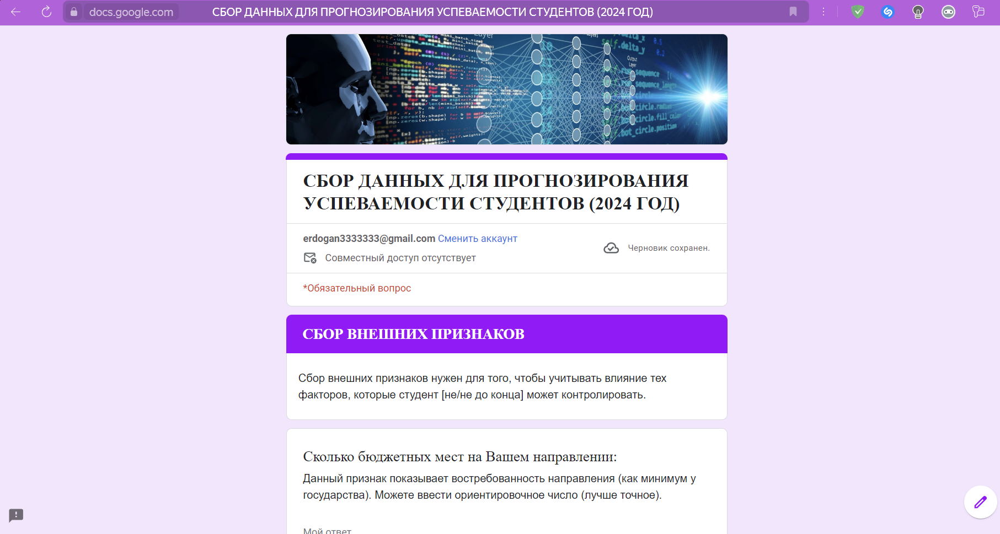 docs.google.com
СБОР ДАННЫХ ДЛЯ ПРОГНОЗИРОВАНИЯ УСПЕВАЕМОСТИ СТУДЕНТОВ (2024 ГОД)
Output
Layer
СБОР ДАННЫХ ДЛЯ ПРОГНОЗИРОВАНИЯ
УСПЕВАЕМОСТИ СТУДЕНТОВ (2024 ГОД)
erdogan3333333@gmail.com Сменить аккаунт
Черновик сохранен.
Совместный доступ отсутствует
*Обязательный вопрос
СБОР ВНЕШНИХ ПРИЗНАКОВ
Сбор внешних признаков нужен для того, чтобы учитывать влияние тех
факторов, которые студент [не/не до конца] может контролировать.
Сколько бюджетных мест на Вашем направлении:
Данный признак показывает востребованность направления (как минимум у
государства). Можете ввести ориентировочное число (лучше точное).
Мой ответ